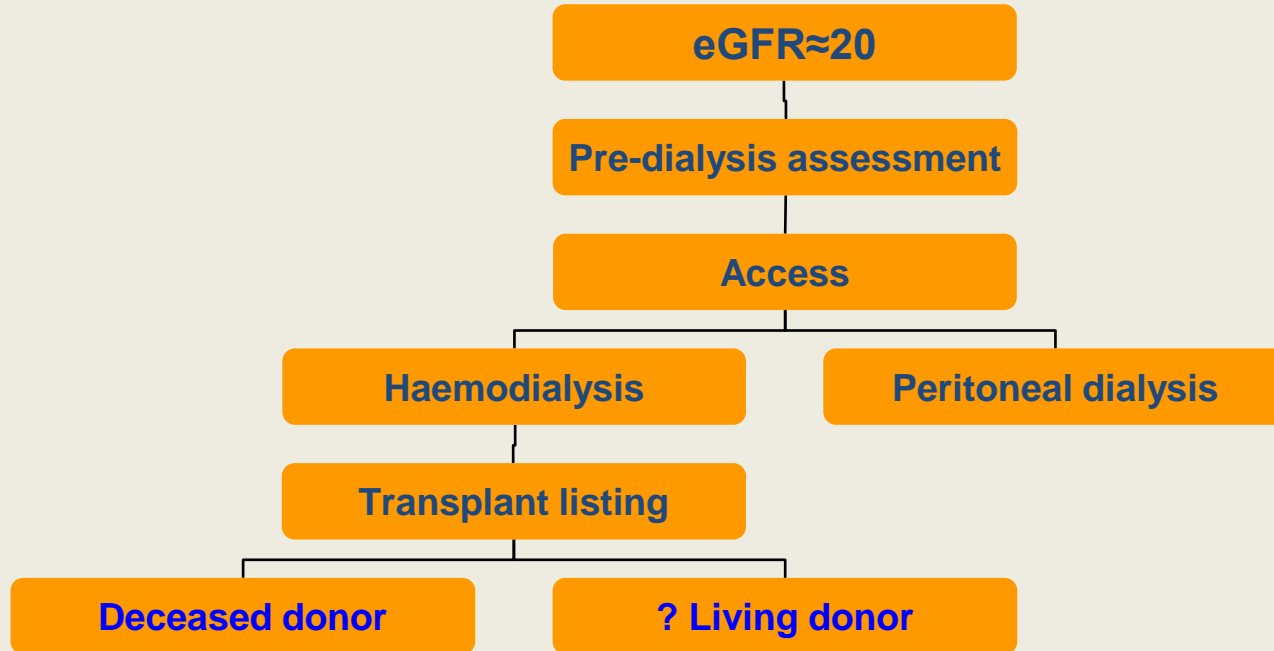 eGFR≈20
Pre-dialysis assessment
Access
Haemodialysis
Peritoneal dialysis
Transplant listing
Deceased donor
? Living donor